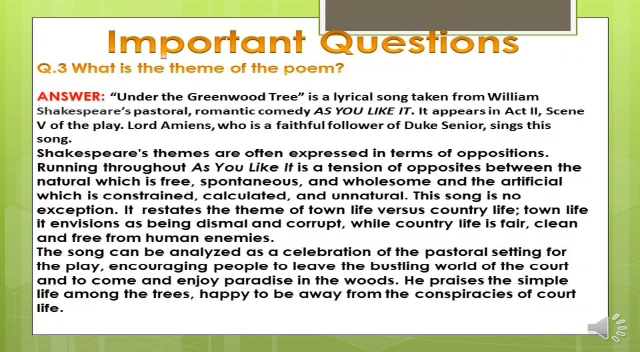 Important Questions
Q.3 What is the theme of the poem?
ANSWER: “Under the Greenwood Tree” is a lyrical song taken from William
Shakespeare’s pastoral, romantic comedy AS YOU LIKE IT. It appears in Act II, Scene
V of the play. Lord Amiens, who is a faithful follower of Duke Senior, sings this
song.
Shakespeare's themes are often expressed in terms of oppositions.
Running throughout As You Like It is a tension of opposites between the
natural which is free, spontaneous, and wholesome and the artificial
which is constrained, calculated, and unnatural. This song is no
exception. It restates the theme of town life versus country life; town life
it envisions as being dismal and corrupt, while country life is fair, clean
and free from human enemies.
The song can be analyzed as a celebration of the pastoral setting for
the play, encouraging people to leave the bustling world of the court
and to come and enjoy paradise in the woods. He praises the simple
life among the trees, happy to be away from the conspiracies of court
life.